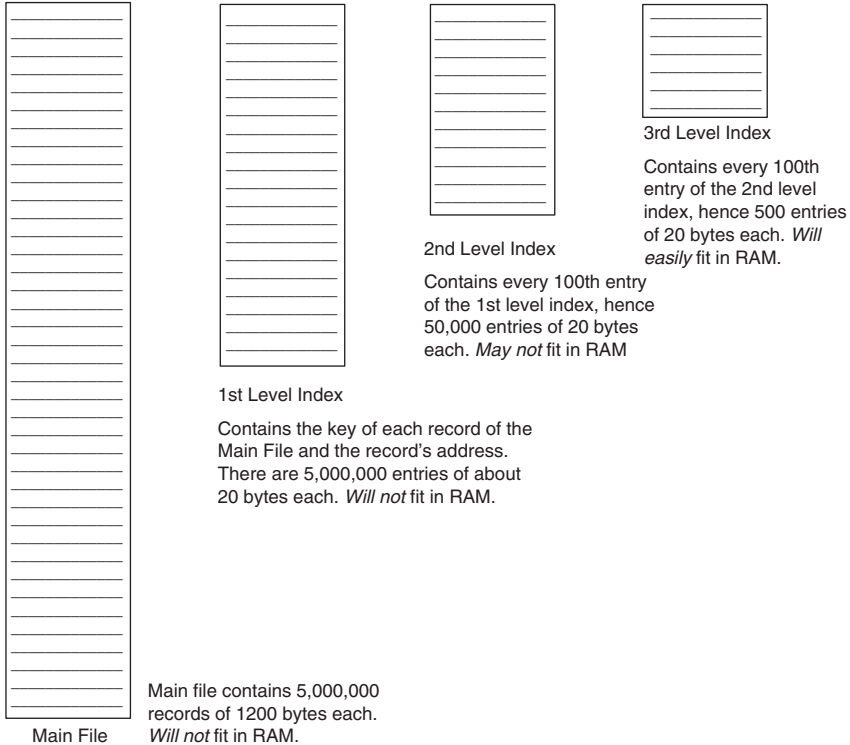 Main File
Main file contains 5,000,000
records of 1200 bytes each.
Will not fit in RAM.
1st Level Index
Contains the key of each record of the
Main File and the record's address.
There are 5,000,000 entries of about
20 bytes each. Will not fit in RAM.
2nd Level Index
Contains every 100th entry
of the 1st level index, hence
50,000 entries of 20 bytes
each. May not fit in RAM
3rd Level Index
Contains every 100th
entry of the 2nd level
index, hence 500 entries
of 20 bytes each. Will
easily fit in RAM.